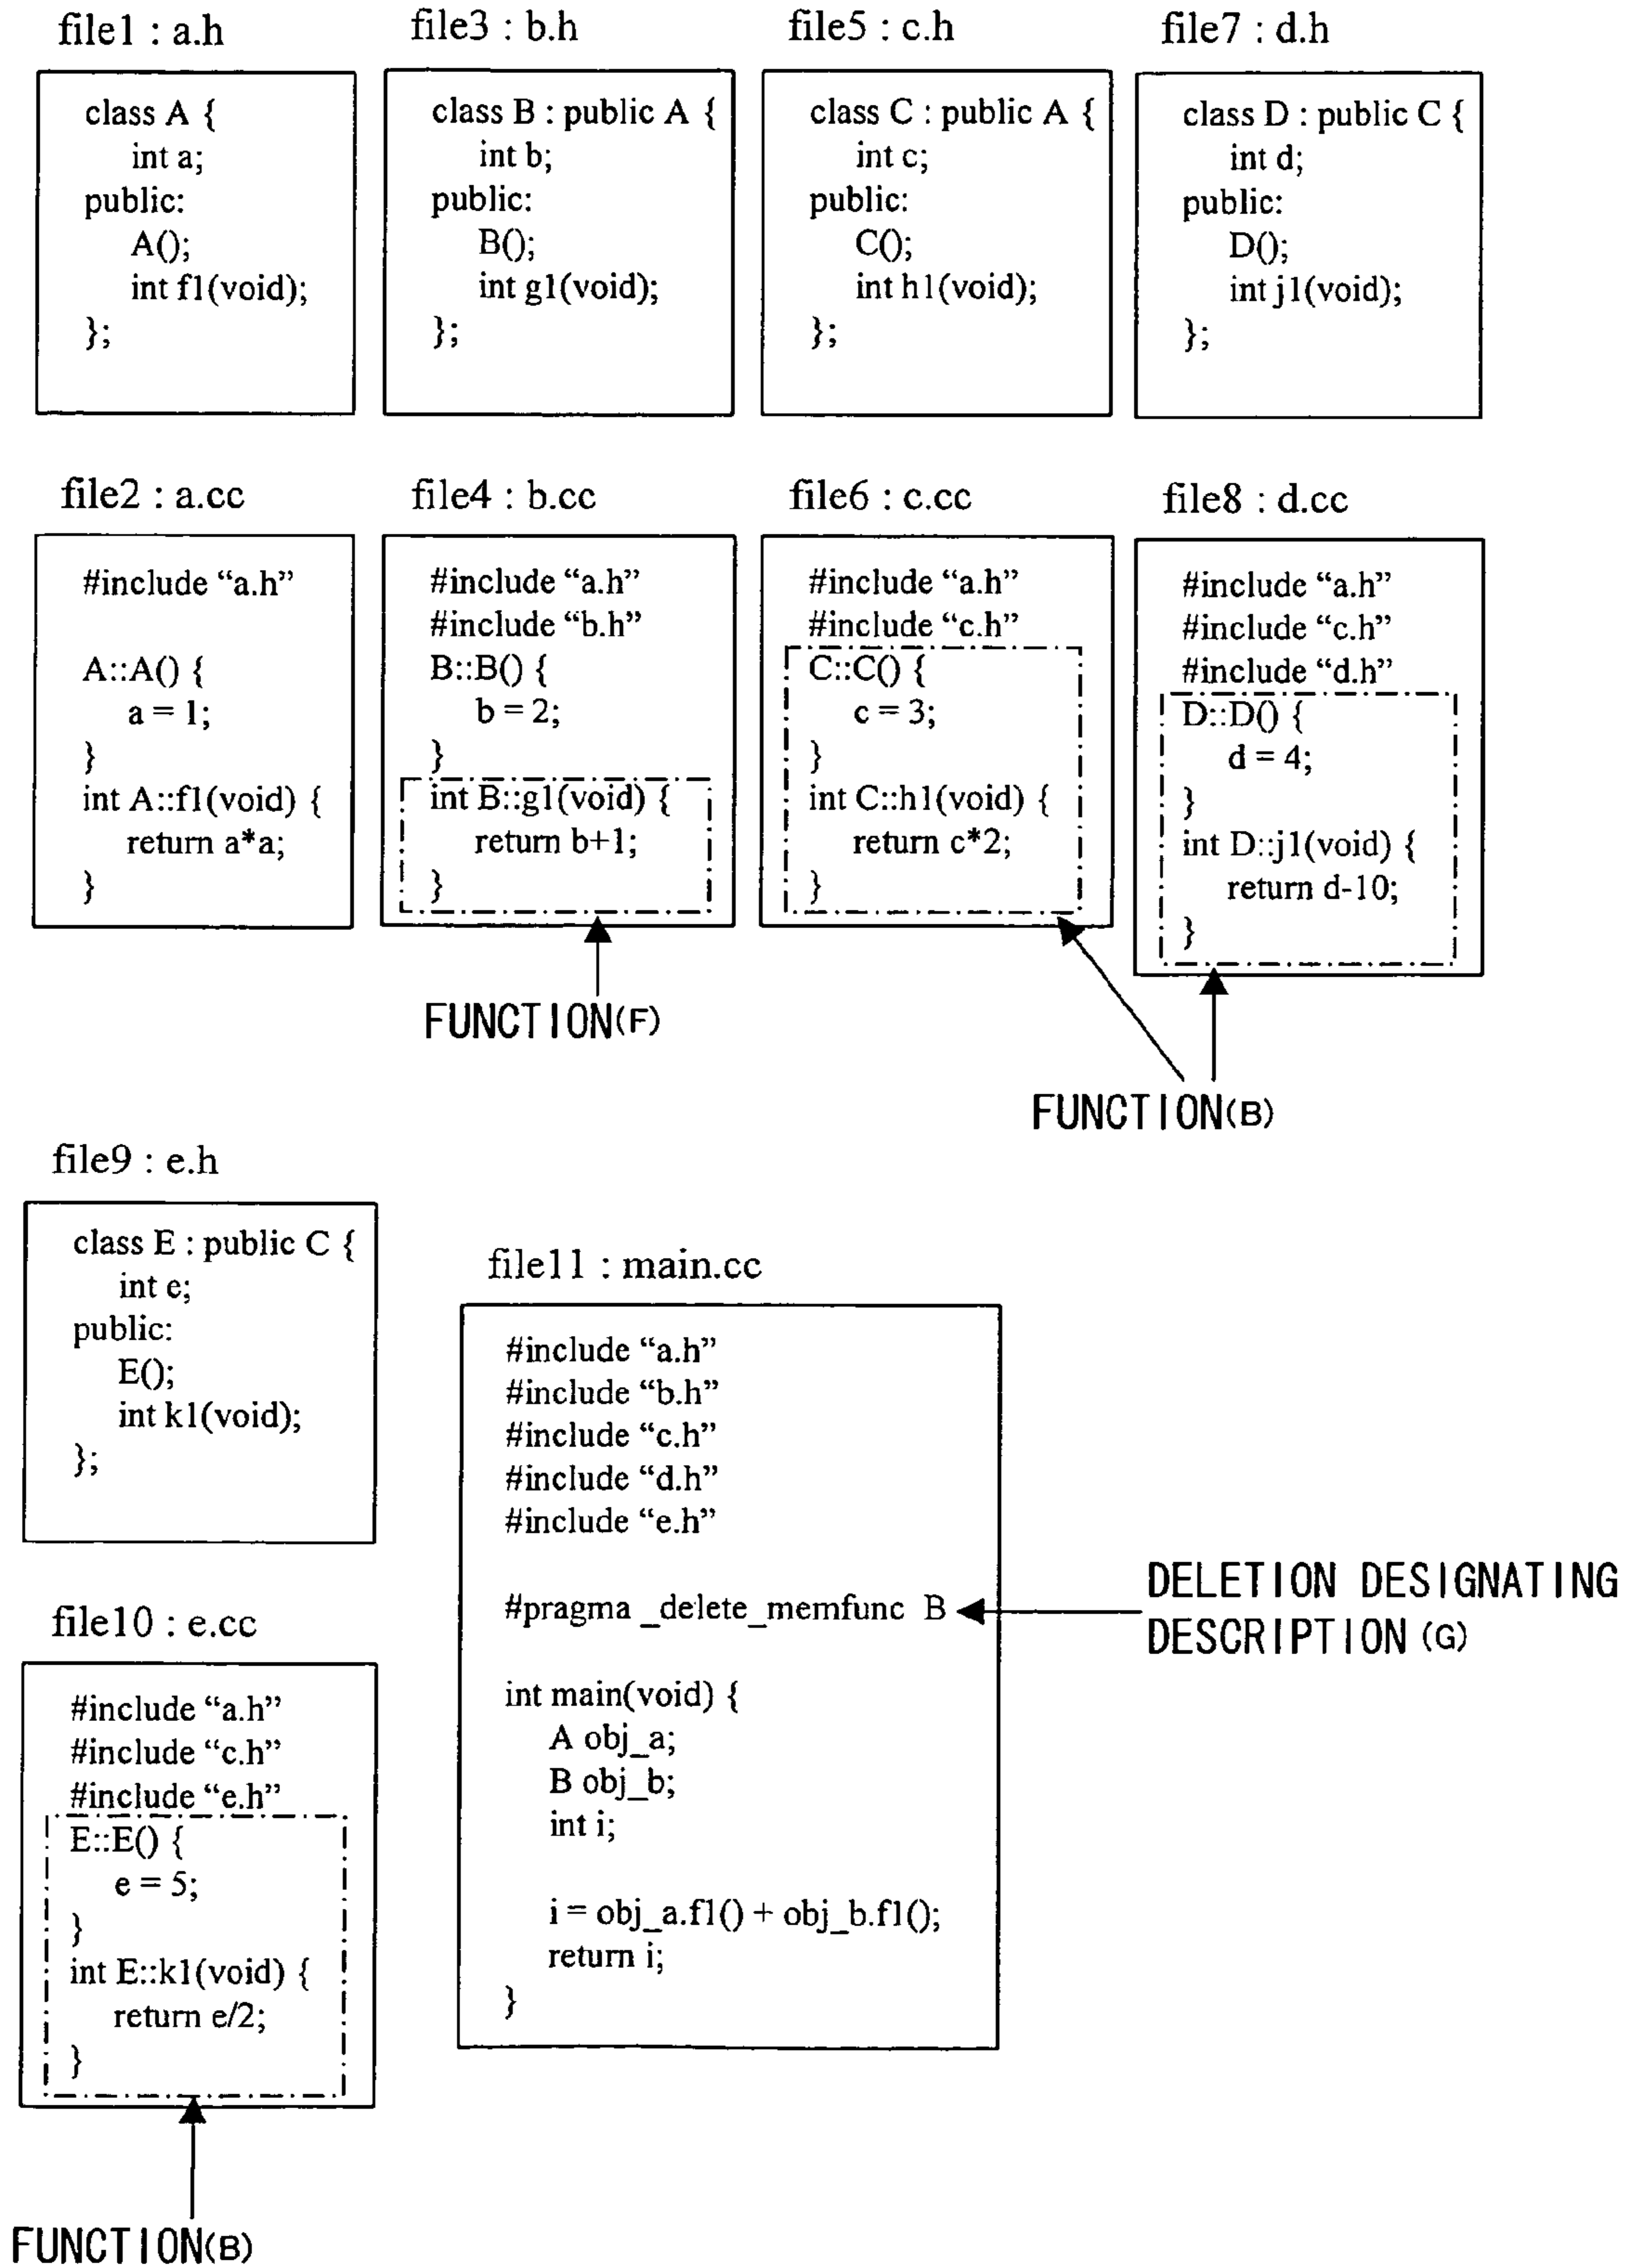 file1 : a.h
class A {
int a;
public:
A();
int f1(void);
};
file3 : b.h
class B : public A {
int b;
public:
B();
int g1(void);
};
file5 : c.h
class C : public A {
int c;
public:
C();
int h1(void);
};
file7 : d.h
class D : public C {
int d;
public:
D();
int j1(void);
};
file2 : a.cc
#include “a.h”
A::A() {
a = 1;
}
int A::f1(void) {
return a*a;
}
file4 : b.cc
#include “a.h”
#include “b.h”
B::B() {
b = 2;
}
int B::g1(void) {
return b+1;
}
FUNCTION(F)
file6 : c.cc
#include “a.h”
#include “c.h”
C::C() {
c = 3;
}
int C::h1(void) {
return c*2;
}
file8 : d.cc
#include “a.h”
#include “c.h”
#include “d.h”
D::D() {
d = 4;
}
int D::j1(void) {
return d-10;
}
FUNCTION(B)
file9 : e.h
class E : public C {
int e;
public:
E();
int k1(void);
};
file10 : e.cc
#include “a.h”
#include “c.h”
#include “e.h”
E::E() {
e = 5;
}
int E::k1(void) {
return e/2;
}
FUNCTION(B)
file11 : main.cc
#include “a.h”
#include “b.h”
#include “c.h”
#include “d.h”
#include “e.h”
#pragma _delete_memfunc B
int main(void) {
A obj_a;
B obj_b;
int i;
i = obj_a.f1() + obj_b.f1();
return i;
}
DELETION DESIGNATING
DESCRIPTION (G)